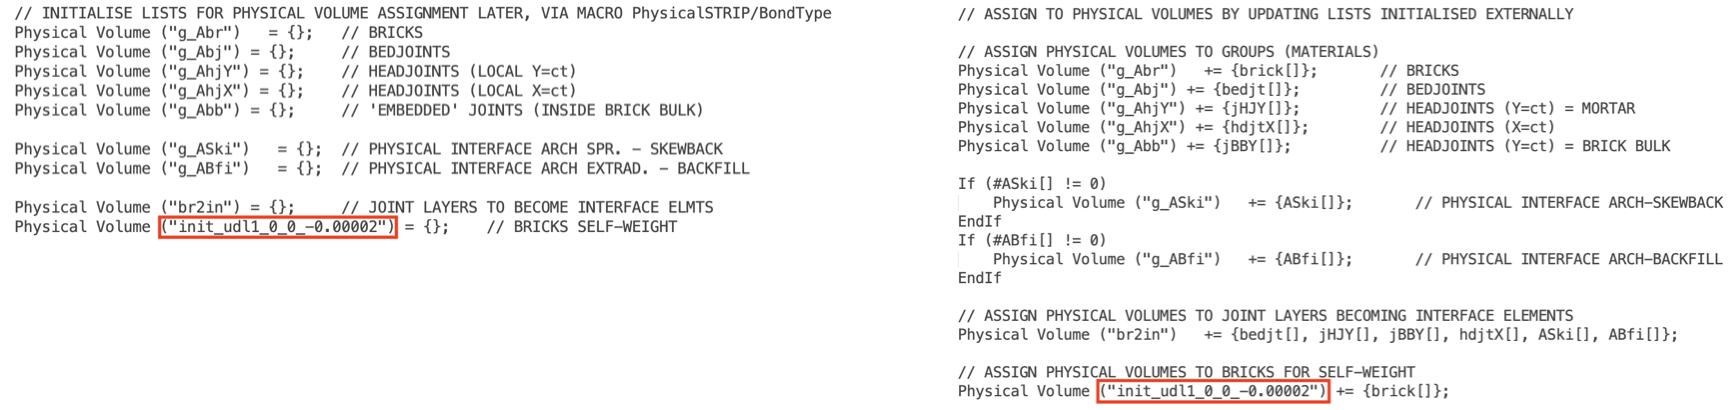 // INITIALISE LISTS FOR PHYSICAL VOLUME ASSIGNMENT LATER, VIA MACRO PhysicalSTRIP/BondType
Physical Volume ("g_Abr")   = {};   // BRICKS
Physical Volume ("g_Abj") = {};     // BEDJOINTS
Physical Volume ("g_AhjY") = {};    // HEADJOINTS (LOCAL Y=ct)
Physical Volume ("g_AhjX") = {};    // HEADJOINTS (LOCAL X=ct)
Physical Volume ("g_Abb") = {};     // 'EMBEDDED' JOINTS (INSIDE BRICK BULK)
Physical Volume ("g_ASki")   = {};  // PHYSICAL INTERFACE ARCH SPR. - SKEWBACK
Physical Volume ("g_ABfi")   = {};  // PHYSICAL INTERFACE ARCH EXTRAD. - BACKFILL
Physical Volume ("br2in") = {};     // JOINT LAYERS TO BECOME INTERFACE ELMTS
Physical Volume ("init_udl1_0_0_-0.00002") = {};    // BRICKS SELF-WEIGHT
// ASSIGN TO PHYSICAL VOLUMES BY UPDATING LISTS INITIALISED EXTERNALLY
// ASSIGN PHYSICAL VOLUMES TO GROUPS (MATERIALS)
Physical Volume ("g_Abr")   += {brick[]};       // BRICKS
Physical Volume ("g_Abj") += {bedjt[]};         // BEDJOINTS
Physical Volume ("g_AhjY") += {jHJY[]};         // HEADJOINTS (Y=ct) = MORTAR
Physical Volume ("g_AhjX") += {hdjtX[]};        // HEADJOINTS (X=ct)
Physical Volume ("g_Abb") += {jBBY[]};          // HEADJOINTS (Y=ct) = BRICK BULK
If (#ASki[] != 0)
    Physical Volume ("g_ASki")   += {ASki[]};       // PHYSICAL INTERFACE ARCH-SKEWBACK
EndIf
If (#ABfi[] != 0)
    Physical Volume ("g_ABfi")   += {ABfi[]};       // PHYSICAL INTERFACE ARCH-BACKFILL
EndIf
// ASSIGN PHYSICAL VOLUMES TO JOINT LAYERS BECOMING INTERFACE ELEMENTS
Physical Volume ("br2in")   += {bedjt[], jHJY[], jBBY[], hdjtX[], ASki[], ABfi[]};
// ASSIGN PHYSICAL VOLUMES TO BRICKS FOR SELF-WEIGHT
Physical Volume ("init_udl1_0_0_-0.00002") += {brick[]};